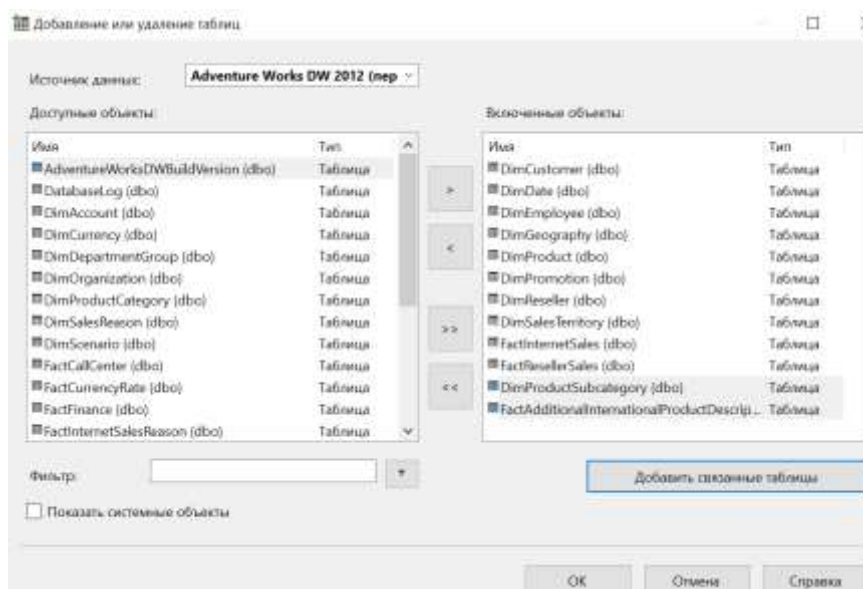 Добавление или удаление таблиц
Источник данных: Adventure Works DW 2012 (пер
Доступные объекты:
Имя Тип
AdventureWorksDWBuildVersion (dbo) Таблица
DatabaseLog (dbo) Таблица
DimAccount (dbo) Таблица
DimCurrency (dbo) Таблица
DimDepartmentGroup (dbo) Таблица
DimOrganization (dbo) Таблица
DimProductCategory (dbo) Таблица
DimSalesReason (dbo) Таблица
DimScenario (dbo) Таблица
FactCallCenter (dbo) Таблица
FactCurrencyRate (dbo) Таблица
FactFinance (dbo) Таблица
FactInternetSalesReason (dbo) Таблица
>
<
>>
<<
Включенные объекты:
Имя Тип
DimCustomer (dbo) Таблица
DimDate (dbo) Таблица
DimEmployee (dbo) Таблица
DimGeography (dbo) Таблица
DimProduct (dbo) Таблица
DimPromotion (dbo) Таблица
DimReseller (dbo) Таблица
DimSalesTerritory (dbo) Таблица
FactInternetSales (dbo) Таблица
FactResellerSales (dbo) Таблица
DimProductSubcategory (dbo) Таблица
FactAdditionalInternationalProductDescrip... Таблица
Фильтр:
Добавить связанные таблицы
Показать системные объекты
ОК Отмена Справка